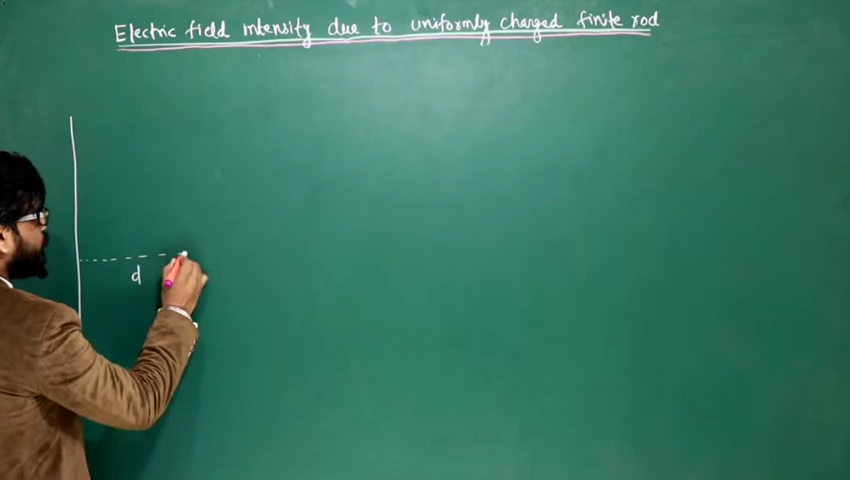 Electric field intensity due to uniformly charged finite rod
d